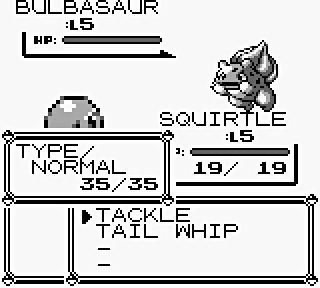 BULBASAUR
:L5
HP:
SQUIRTLE
:L5
19/ 19
TYPE/
NORMAL
35/35
▶TACKLE
TAIL WHIP
–
–